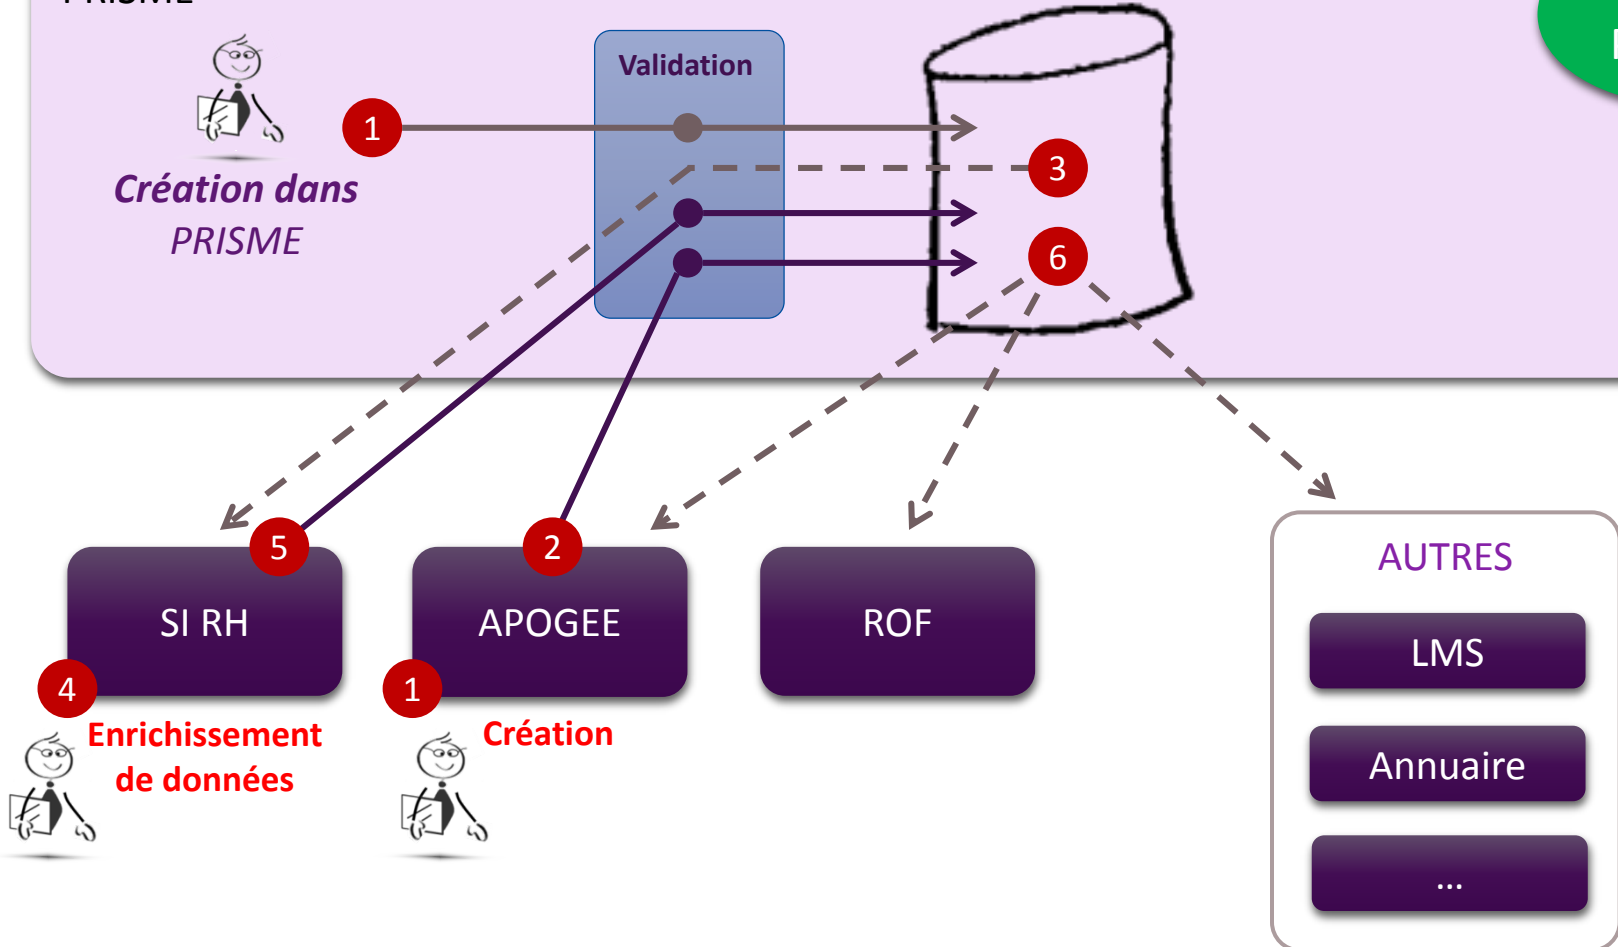 PRISME
Validation
1
3
Création dans
PRISME
6
5
2
SI RH
APOGEE
ROF
AUTRES
LMS
4
1
Enrichissement
de données
Création
Annuaire
...